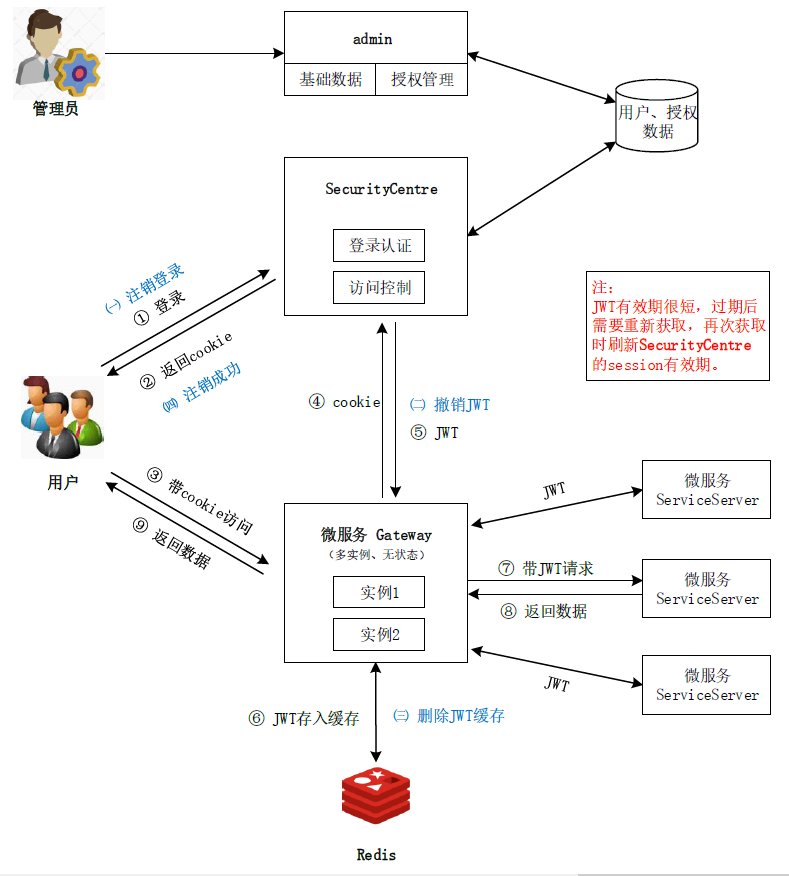 admin
基础数据
授权管理
管理员
用户、授权
数据
SecurityCentre
登录认证
访问控制
㈠ 注销登录
① 登录
② 返回cookie
㈣ 注销成功
注:
JWT有效期很短，过期后
需要重新获取，再次获取
时刷新SecurityCentre
的session有效期。
④ cookie
㈡ 撤销JWT
⑤ JWT
用户
③ 带cookie访问
⑨ 返回数据
微服务 Gateway
（多实例、无状态）
实例1
实例2
JWT
微服务
ServiceServer
⑦ 带JWT请求
⑧ 返回数据
微服务
ServiceServer
JWT
微服务
ServiceServer
⑥ JWT存入缓存
㈢ 删除JWT缓存
Redis